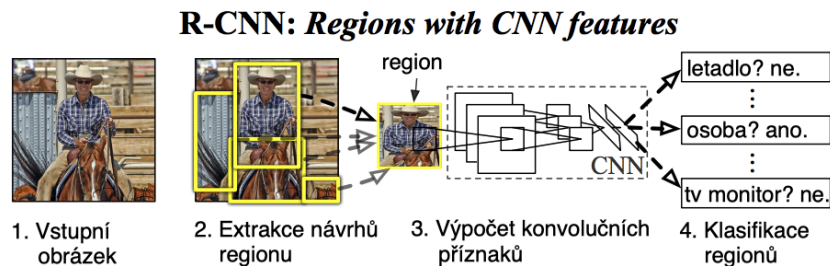 R-CNN: Regions with CNN features
region
letadlo? ne.
osoba? ano.
CNN
tv monitor? ne.
1. Vstupní
obrázek
2. Extrakce návrhů
regionu
3. Výpočet konvolučních
příznaků
4. Klasifikace
regionů